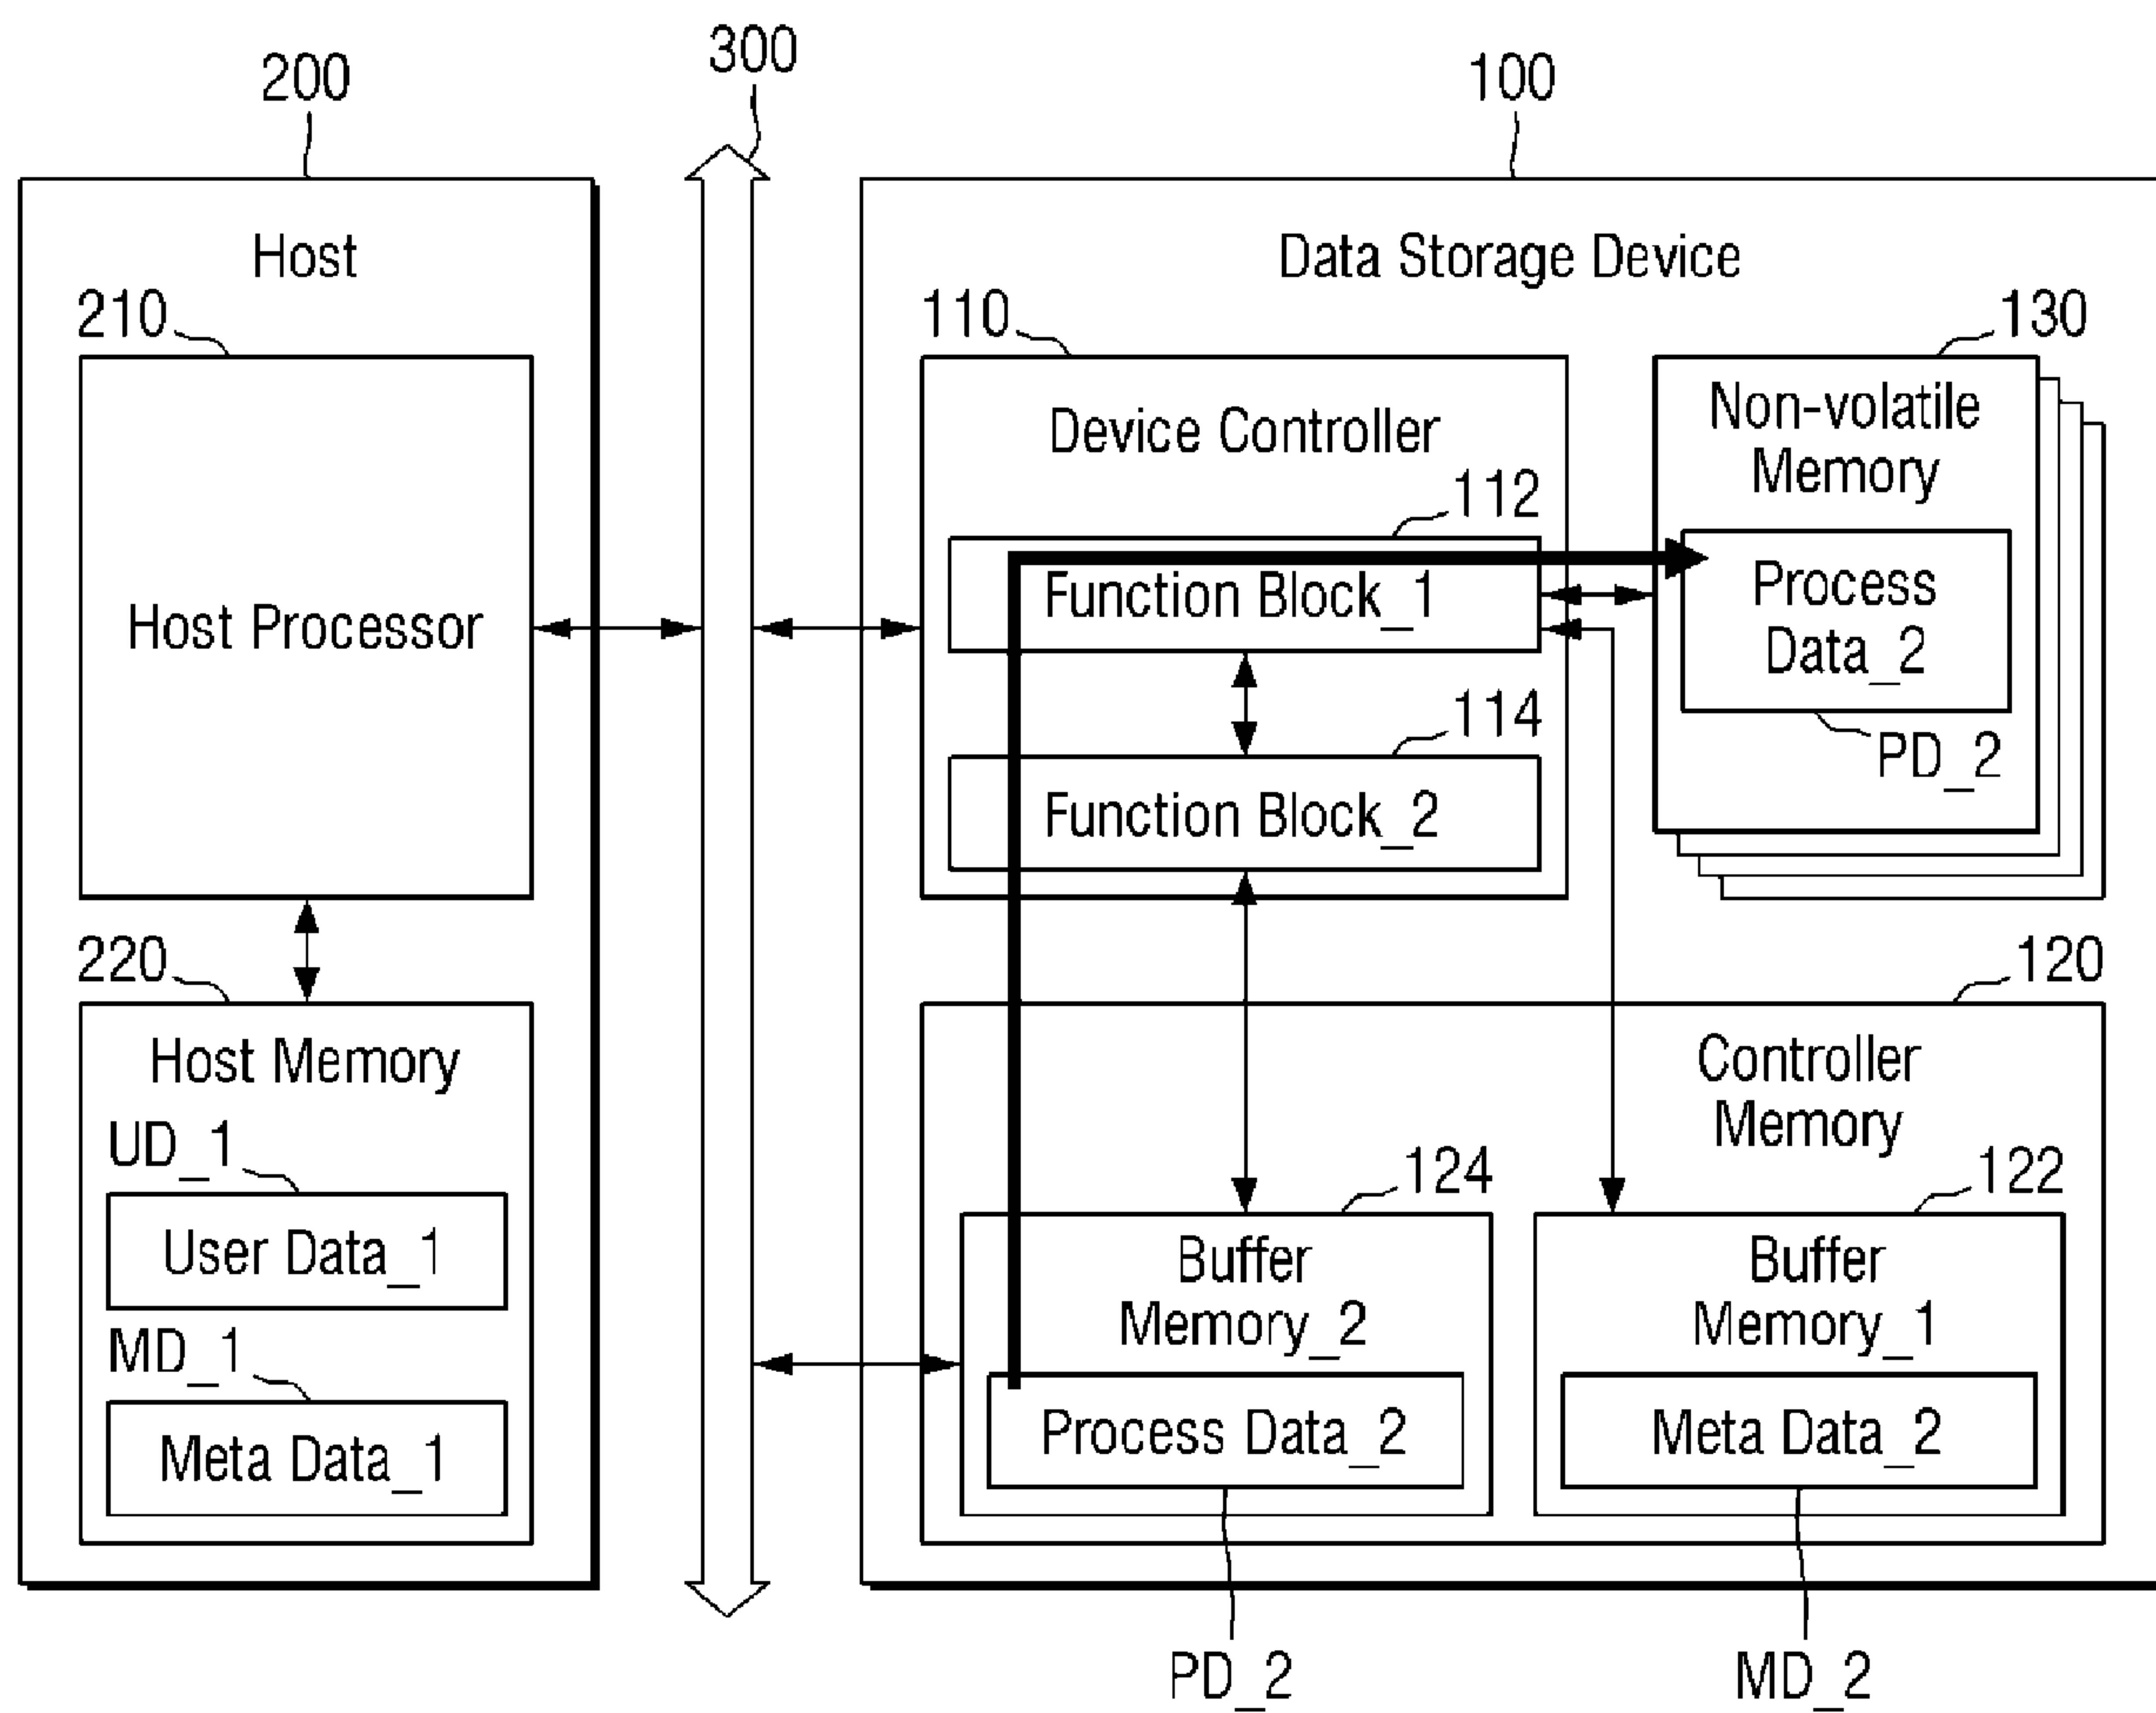 300
200
100
Host
Data Storage Device
210
110
130
Host Processor
Device Controller
Non-volatile
Memory
112
Function Block_1
Process
Data_2
114
PD_2
Function Block_2
220
120
Host Memory
Controller
Memory
UD_1
User Data_1
MD_1
Meta Data_1
124
122
Buffer
Memory_2
Buffer
Memory_1
Process Data_2
Meta Data_2
PD_2
MD_2